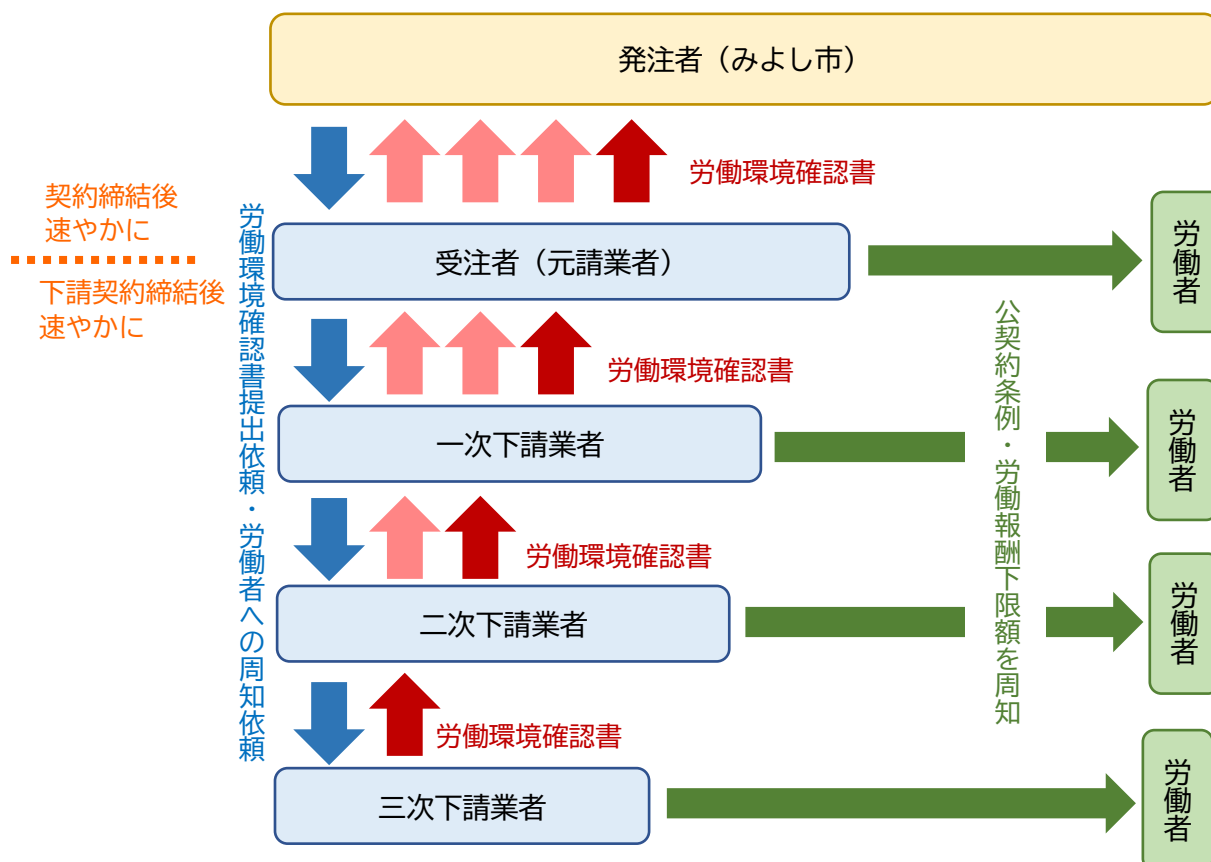 発注者（みよし市）
労働環境確認書
契約締結後
速やかに
下請契約締結後
速やかに
労働環境確認書提出依頼・労働者への周知依頼
受注者（元請業者）
労働者
労働環境確認書
公契約条例・労働報酬下限額を周知
一次下請業者
労働者
労働環境確認書
二次下請業者
労働者
労働環境確認書
三次下請業者
労働者